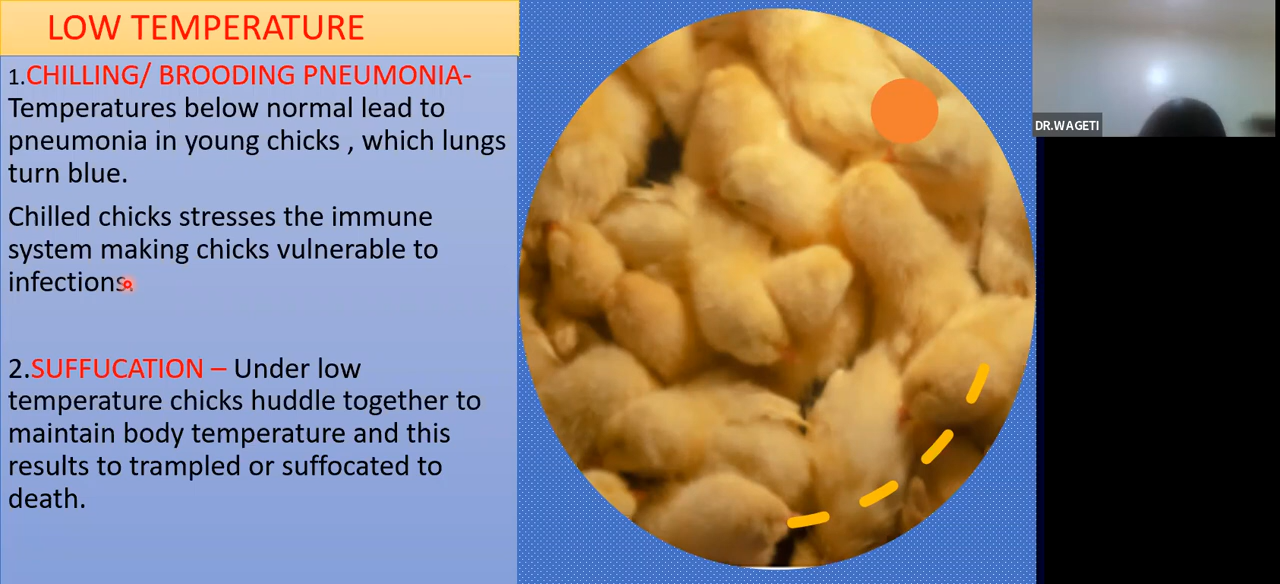 LOW TEMPERATURE
1.CHILLING/ BROODING PNEUMONIA-
Temperatures below normal lead to
pneumonia in young chicks , which lungs
turn blue.
Chilled chicks stresses the immune
system making chicks vulnerable to
infections
2.SUFFUCATION – Under low
temperature chicks huddle together to
maintain body temperature and this
results to trampled or suffocated to
death.
DR.WAGETI